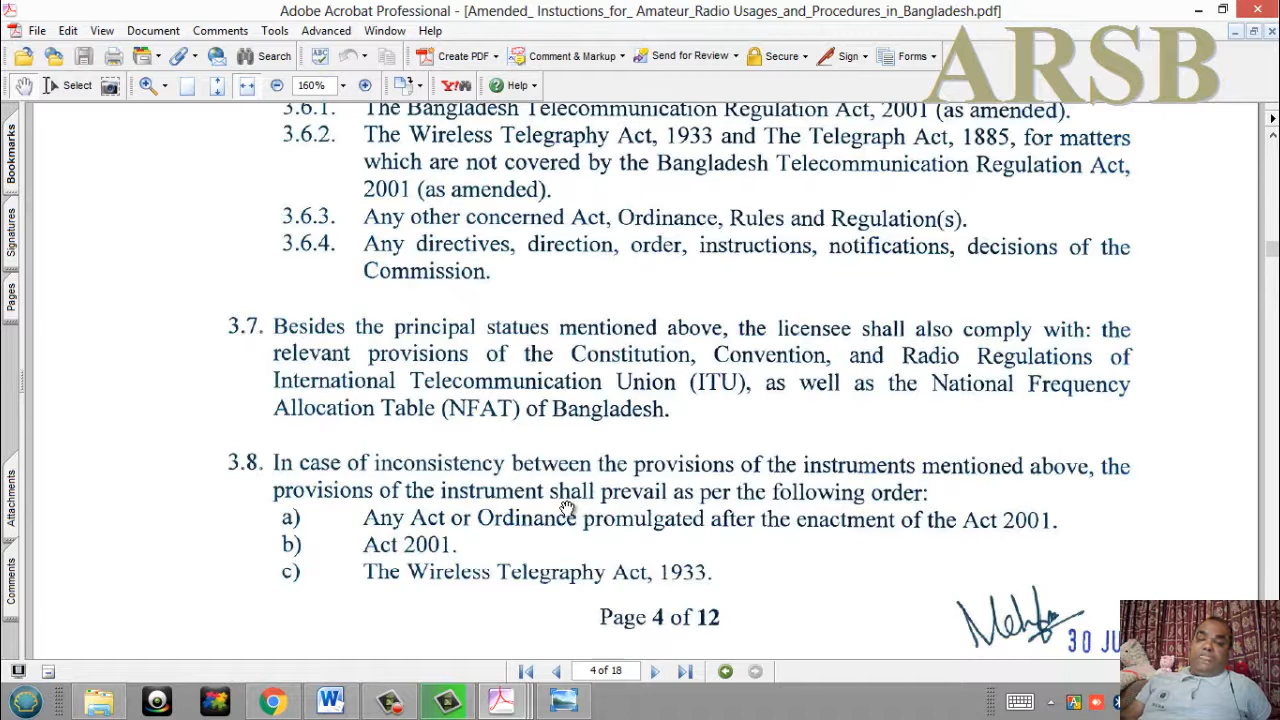 Adobe Acrobat Professional - [Amended_ Instuctions_for_ Amateur_Radio Usages_and_Procedures_in_Bangladesh.pdf]
ARSB
File Edit View Document Comments Tools Advanced Window Help
Search Create PDF Comment & Markup Send for Review Secure Sign Forms
Select 160% Y! Help
Bookmarks
Signatures
Pages
Attachments
Comments
3.6.1. The Bangladesh Telecommunication Regulation Act, 2001 (as amended).
3.6.2. The Wireless Telegraphy Act, 1933 and The Telegraph Act, 1885, for matters
which are not covered by the Bangladesh Telecommunication Regulation Act,
2001 (as amended).
3.6.3. Any other concerned Act, Ordinance, Rules and Regulation(s).
3.6.4. Any directives, direction, order, instructions, notifications, decisions of the
Commission.
3.7. Besides the principal statues mentioned above, the licensee shall also comply with: the
relevant provisions of the Constitution, Convention, and Radio Regulations of
International Telecommunication Union (ITU), as well as the National Frequency
Allocation Table (NFAT) of Bangladesh.
3.8. In case of inconsistency between the provisions of the instruments mentioned above, the
provisions of the instrument shall prevail as per the following order:
a) Any Act or Ordinance promulgated after the enactment of the Act 2001.
b) Act 2001.
c) The Wireless Telegraphy Act, 1933.
Page 4 of 12
30 JU
4 of 18